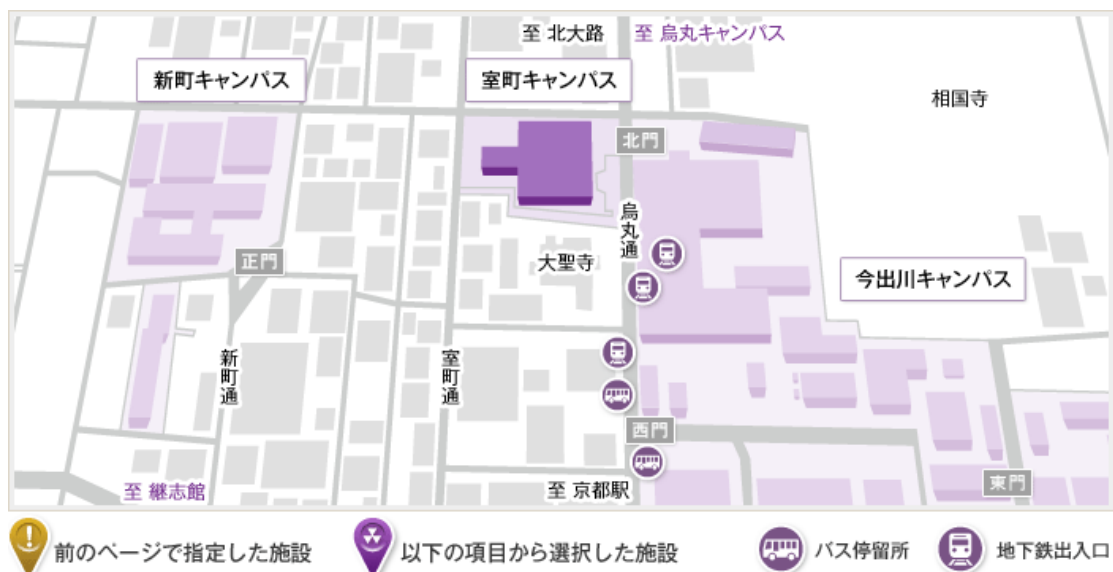 至 北大路
至 烏丸キャンパス
新町キャンパス
室町キャンパス
相国寺
北門
烏丸通
正門
大聖寺
今出川キャンパス
新町通
室町通
西門
至 継志館
至 京都駅
東門
前のページで指定した施設
以下の項目から選択した施設
バス停留所
地下鉄出入口